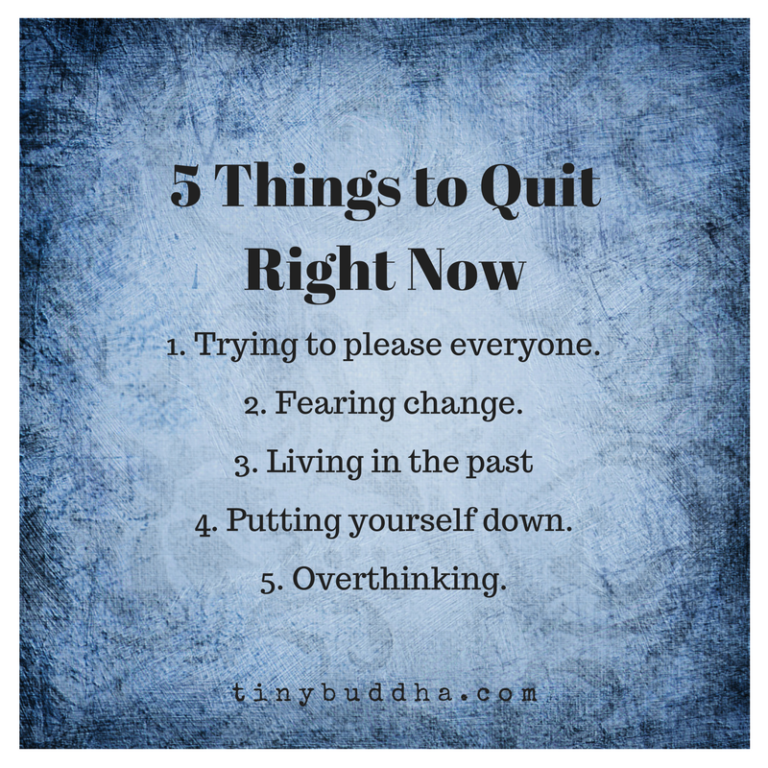 5 Things to Quit
Right Now
1. Trying to please everyone.
2. Fearing change.
3. Living in the past
4. Putting yourself down.
5. Overthinking.
tinybuddha.com